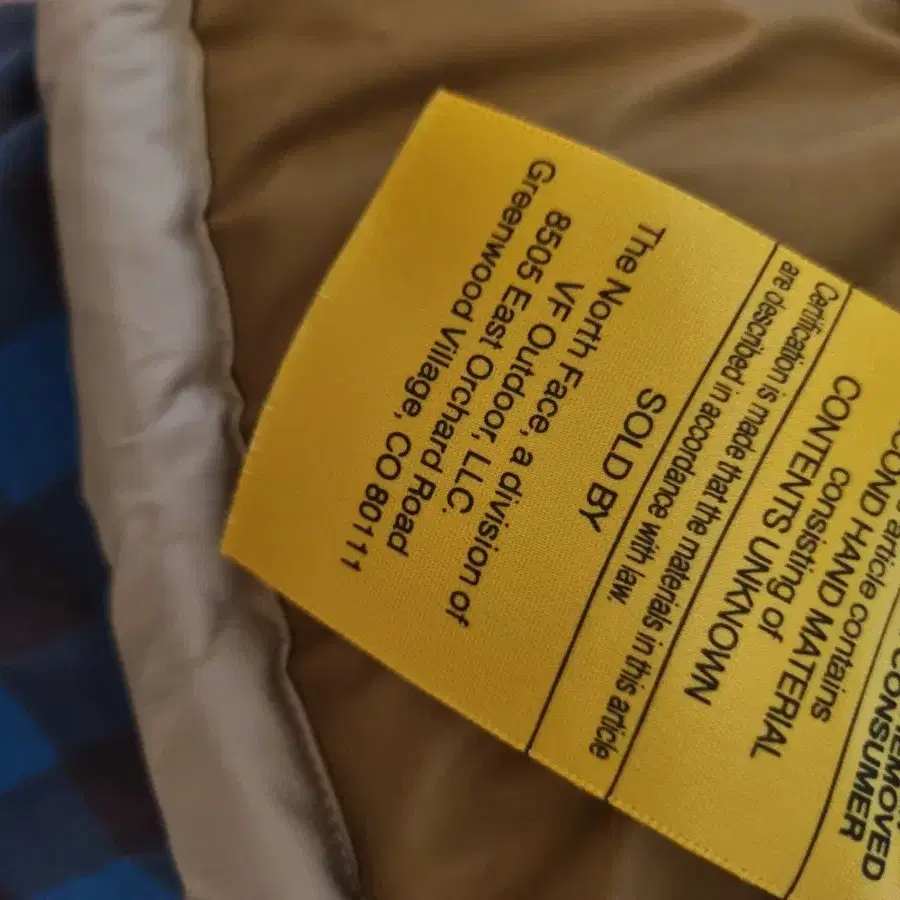 REMOVED
CONSUMER
article contains
SECOND HAND MATERIAL
consisting of
CONTENTS UNKNOWN
Certification is made that the materials in this article
are described in accordance with law.
SOLD BY
The North Face, a division of
VF Outdoor, LLC.
8505 East Orchard Road
Greenwood Village, CO 80111